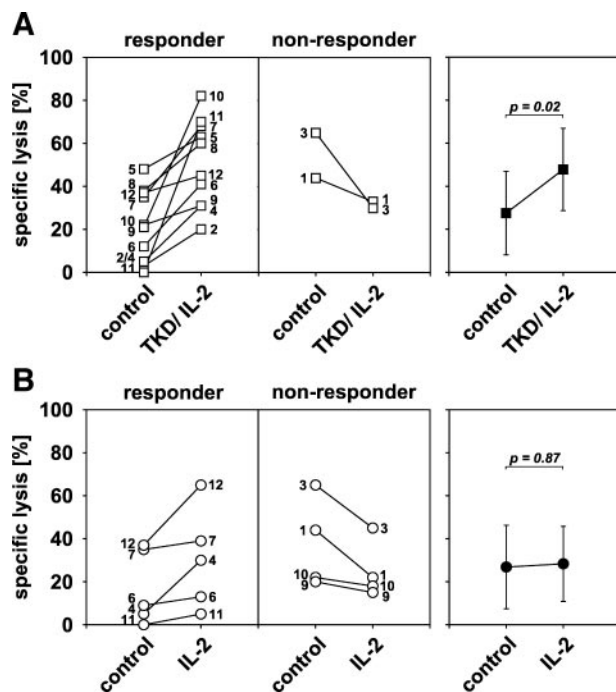 A
responder
non-responder
specific lysis [%]
100
80
60
40
20
0
5
8
12
7
10
9
6
2/4
11
10
11
7
5
8
12
6
9
4
2
3
1
1
3
p = 0.02
control
TKD/ IL-2
control
TKD/ IL-2
control
TKD/ IL-2
B
responder
non-responder
specific lysis [%]
100
80
60
40
20
0
12
7
6
4
11
12
7
4
6
11
3
1
10
9
3
1
10
9
p = 0.87
control
IL-2
control
IL-2
control
IL-2